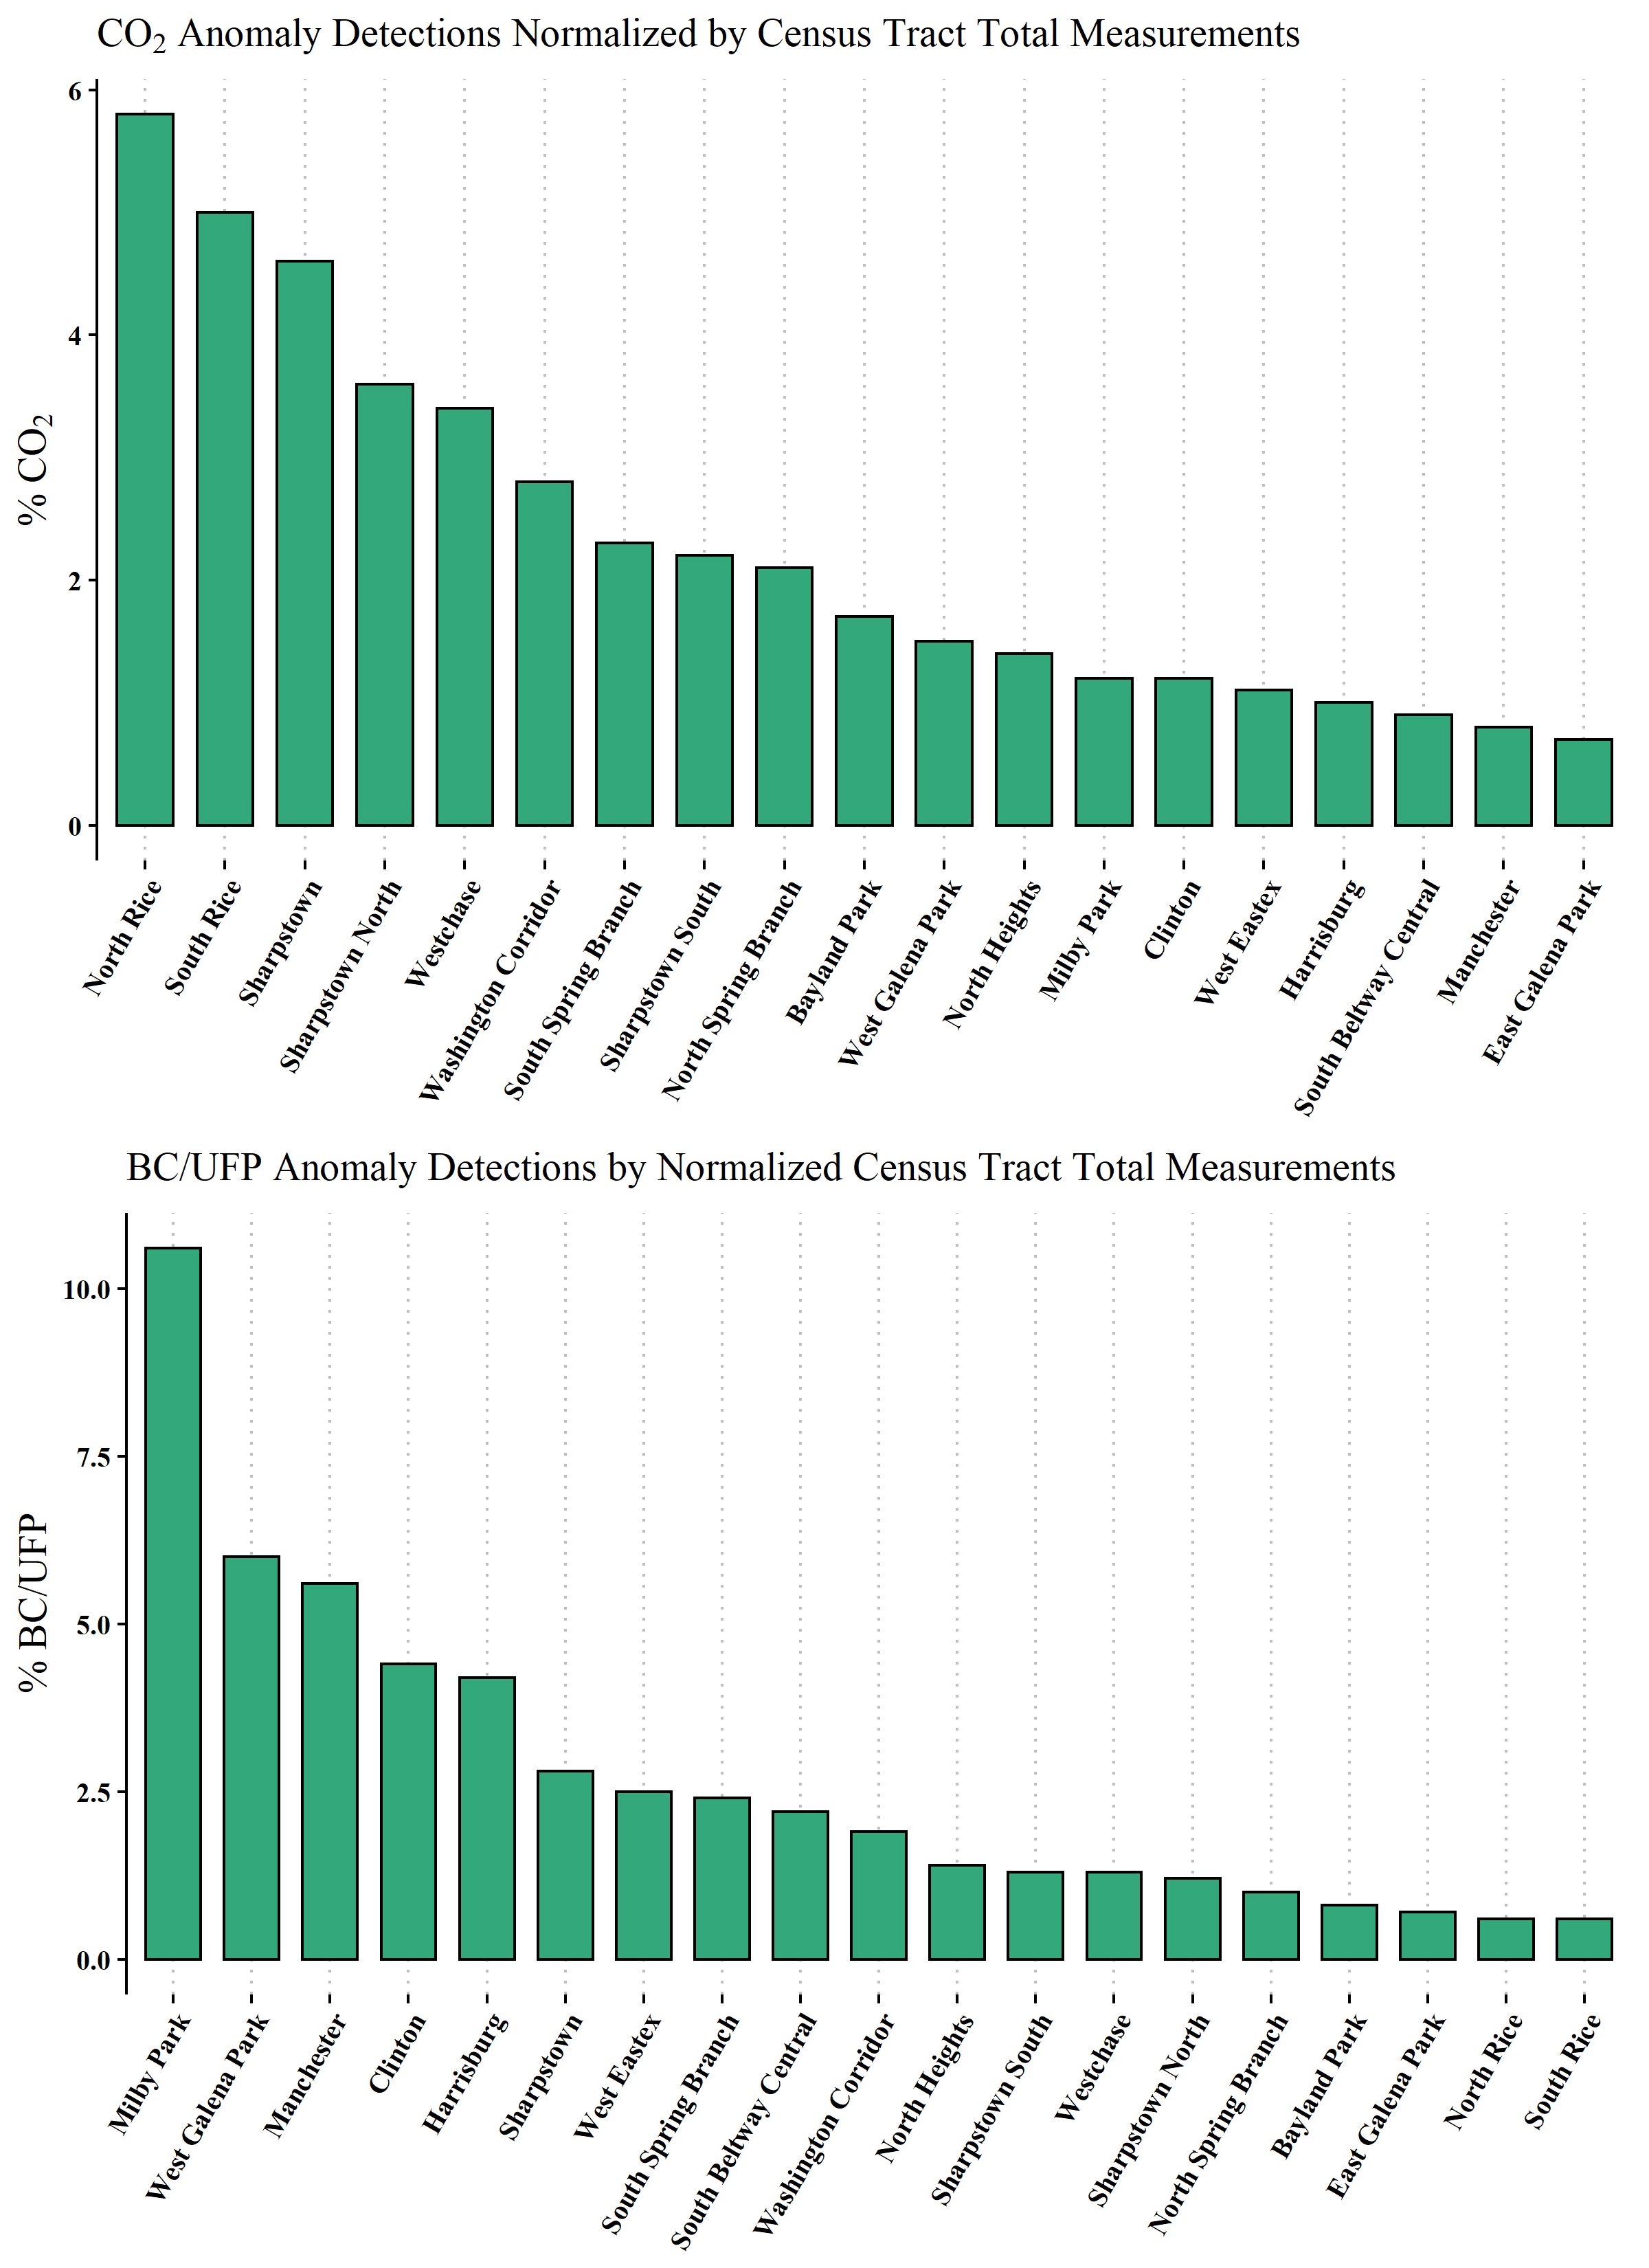 CO₂ Anomaly Detections Normalized by Census Tract Total Measurements
% CO₂
6
4
2
0
North Rice
South Rice
Sharpstown
Sharpstown North
Westchase
Washington Corridor
South Spring Branch
Sharpstown South
North Spring Branch
Bayland Park
West Galena Park
North Heights
Milby Park
Clinton
West Eastex
Harrisburg
South Beltway Central
Manchester
East Galena Park
BC/UFP Anomaly Detections by Normalized Census Tract Total Measurements
% BC/UFP
10.0
7.5
5.0
2.5
0.0
Milby Park
West Galena Park
Manchester
Clinton
Harrisburg
Sharpstown
West Eastex
South Spring Branch
South Beltway Central
Washington Corridor
North Heights
Sharpstown South
Westchase
Sharpstown North
North Spring Branch
Bayland Park
East Galena Park
North Rice
South Rice